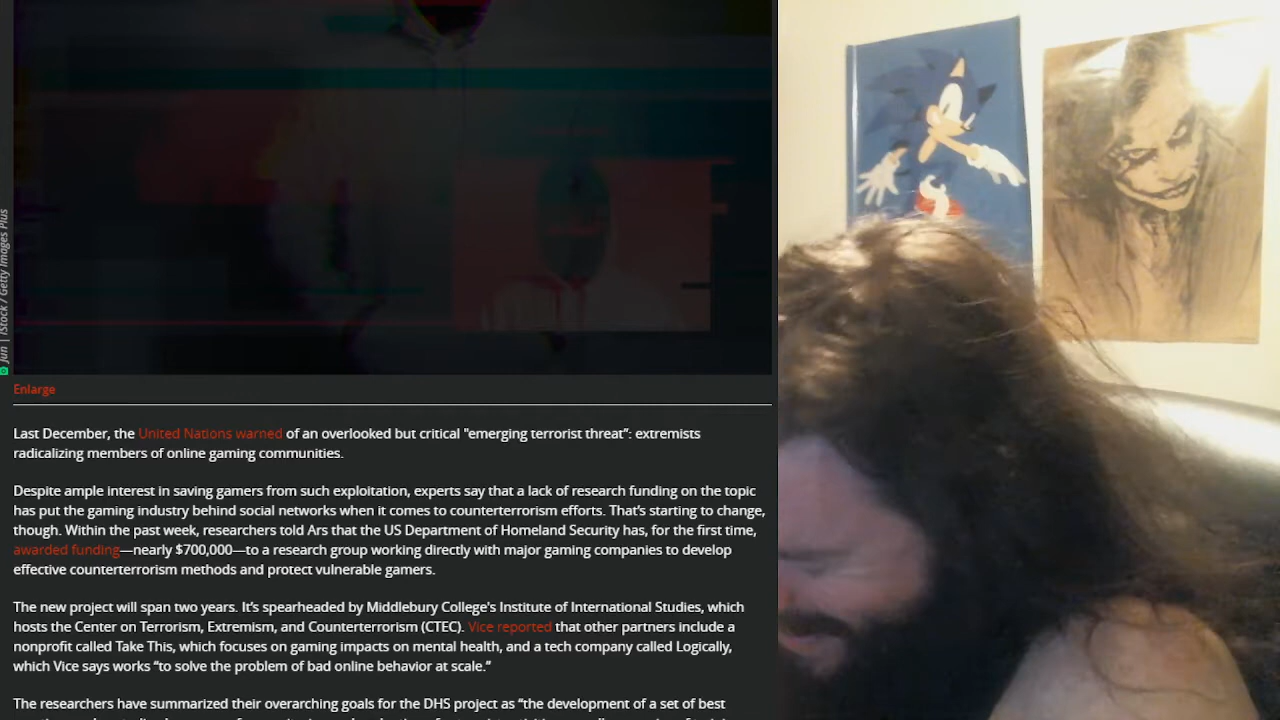 Jun | iStock / Getty Images Plus
Enlarge
Last December, the United Nations warned of an overlooked but critical "emerging terrorist threat”: extremists
radicalizing members of online gaming communities.
Despite ample interest in saving gamers from such exploitation, experts say that a lack of research funding on the topic
has put the gaming industry behind social networks when it comes to counterterrorism efforts. That’s starting to change,
though. Within the past week, researchers told Ars that the US Department of Homeland Security has, for the first time,
awarded funding—nearly $700,000—to a research group working directly with major gaming companies to develop
effective counterterrorism methods and protect vulnerable gamers.
The new project will span two years. It’s spearheaded by Middlebury College’s Institute of International Studies, which
hosts the Center on Terrorism, Extremism, and Counterterrorism (CTEC). Vice reported that other partners include a
nonprofit called Take This, which focuses on gaming impacts on mental health, and a tech company called Logically,
which Vice says works “to solve the problem of bad online behavior at scale.”
The researchers have summarized their overarching goals for the DHS project as “the development of a set of best